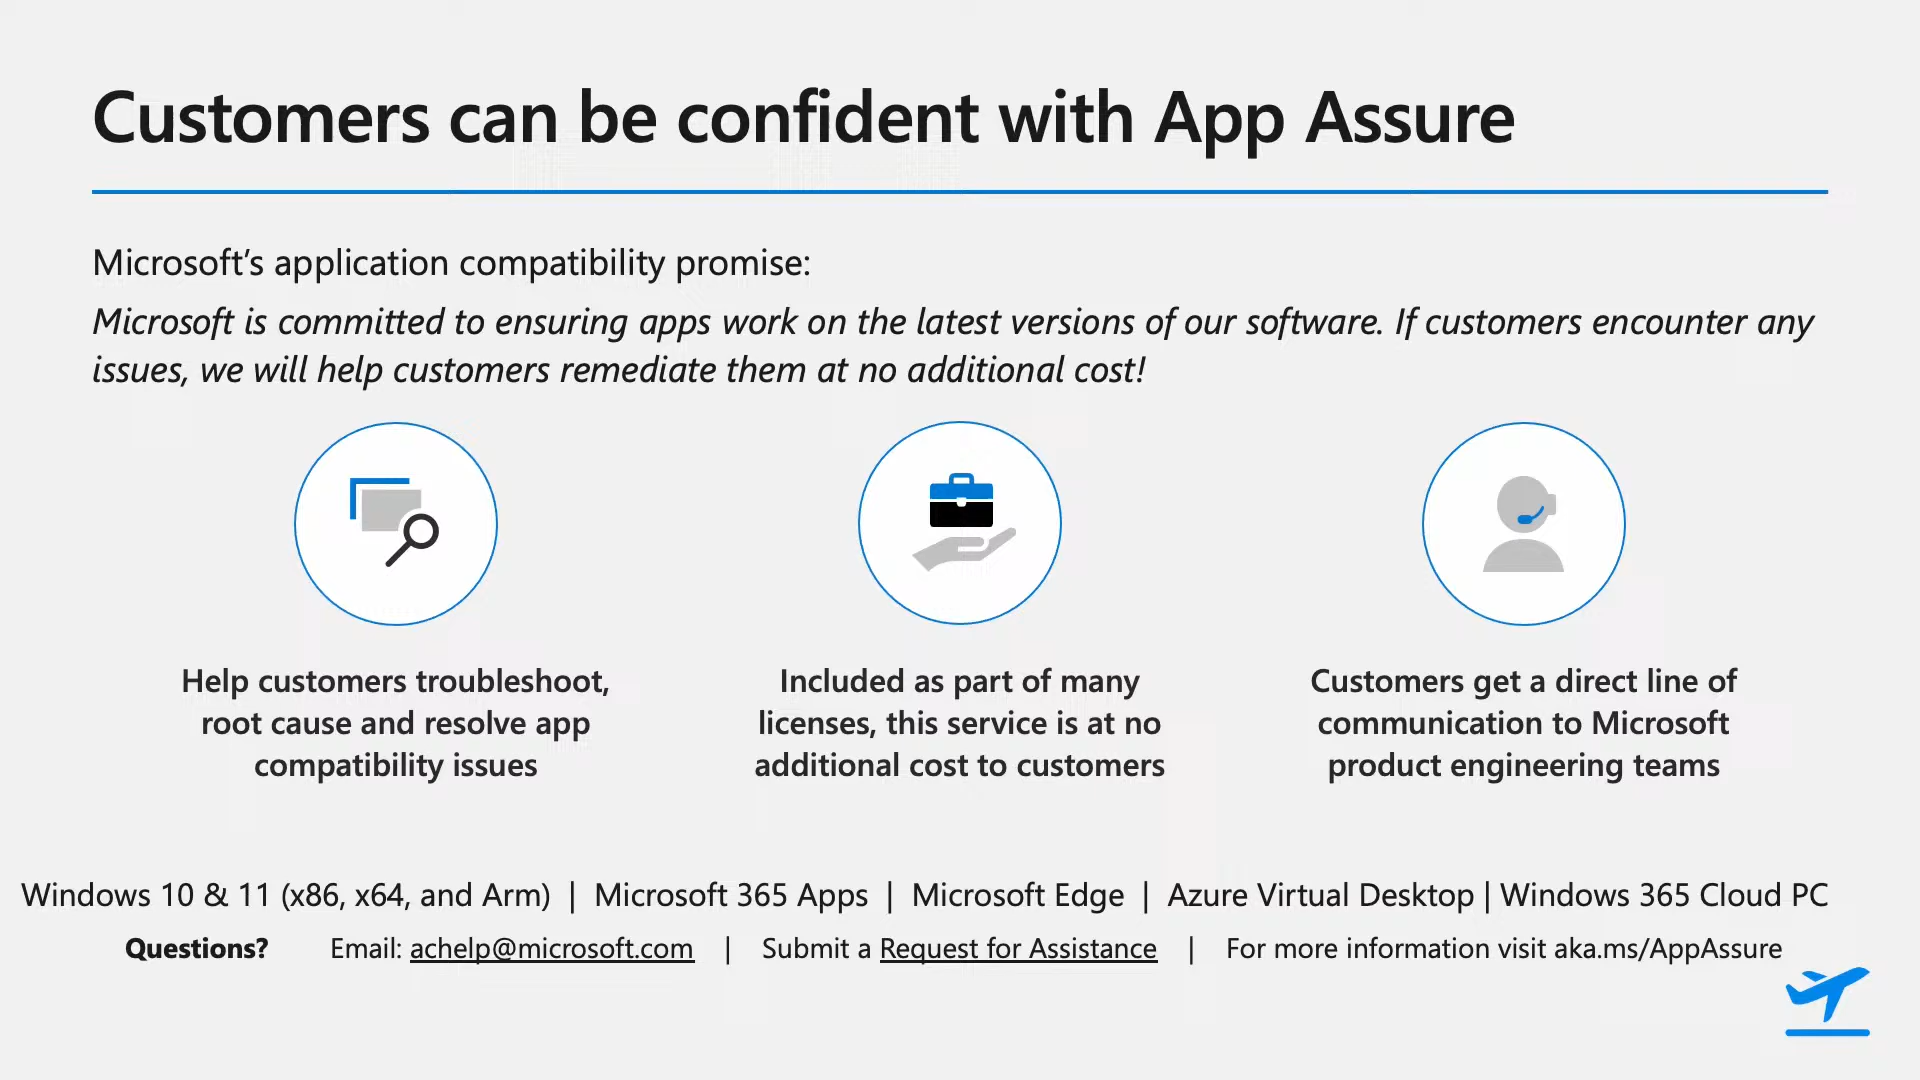 Customers can be confident with App Assure
Microsoft’s application compatibility promise:
Microsoft is committed to ensuring apps work on the latest versions of our software. If customers encounter any
issues, we will help customers remediate them at no additional cost!
Help customers troubleshoot,
root cause and resolve app
compatibility issues
Included as part of many
licenses, this service is at no
additional cost to customers
Customers get a direct line of
communication to Microsoft
product engineering teams
Windows 10 & 11 (x86, x64, and Arm) | Microsoft 365 Apps | Microsoft Edge | Azure Virtual Desktop | Windows 365 Cloud PC
Questions? Email: achelp@microsoft.com | Submit a Request for Assistance | For more information visit aka.ms/AppAssure